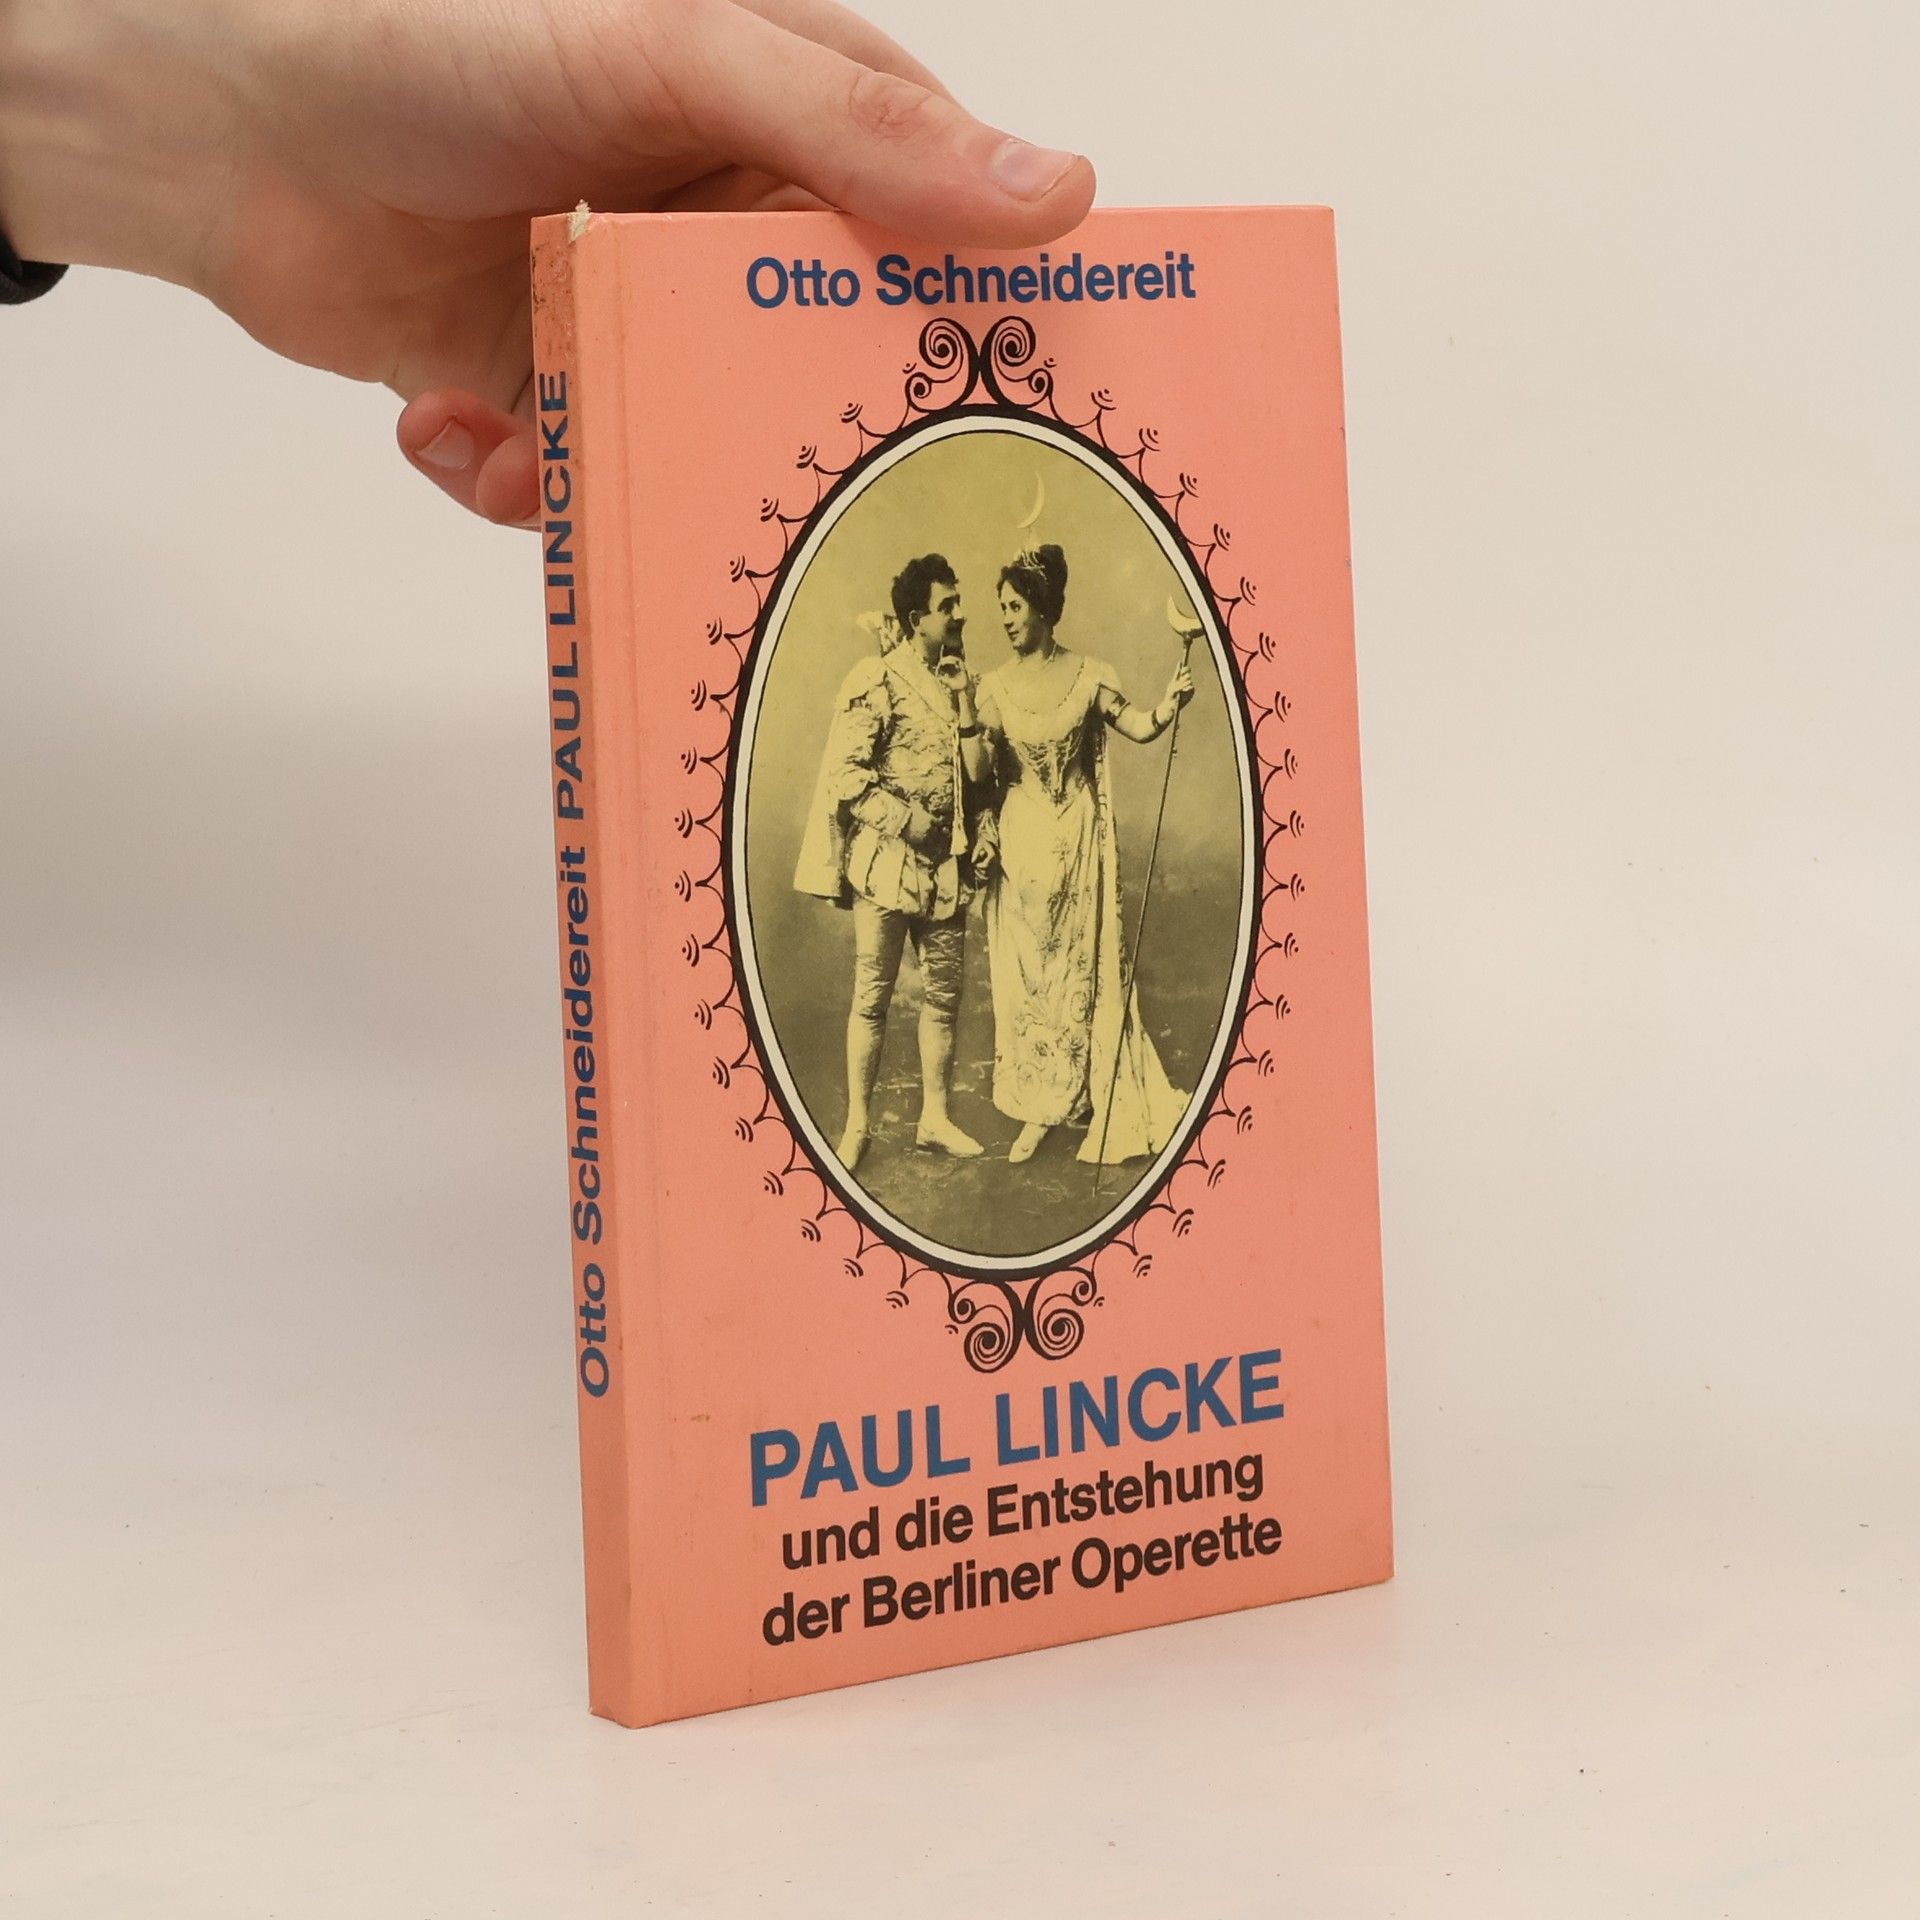 Otto Schneidereit
PAUL LINCKE
und die Entstehung
der Berliner Operette
Otto Schneidereit PAUL LINCKE